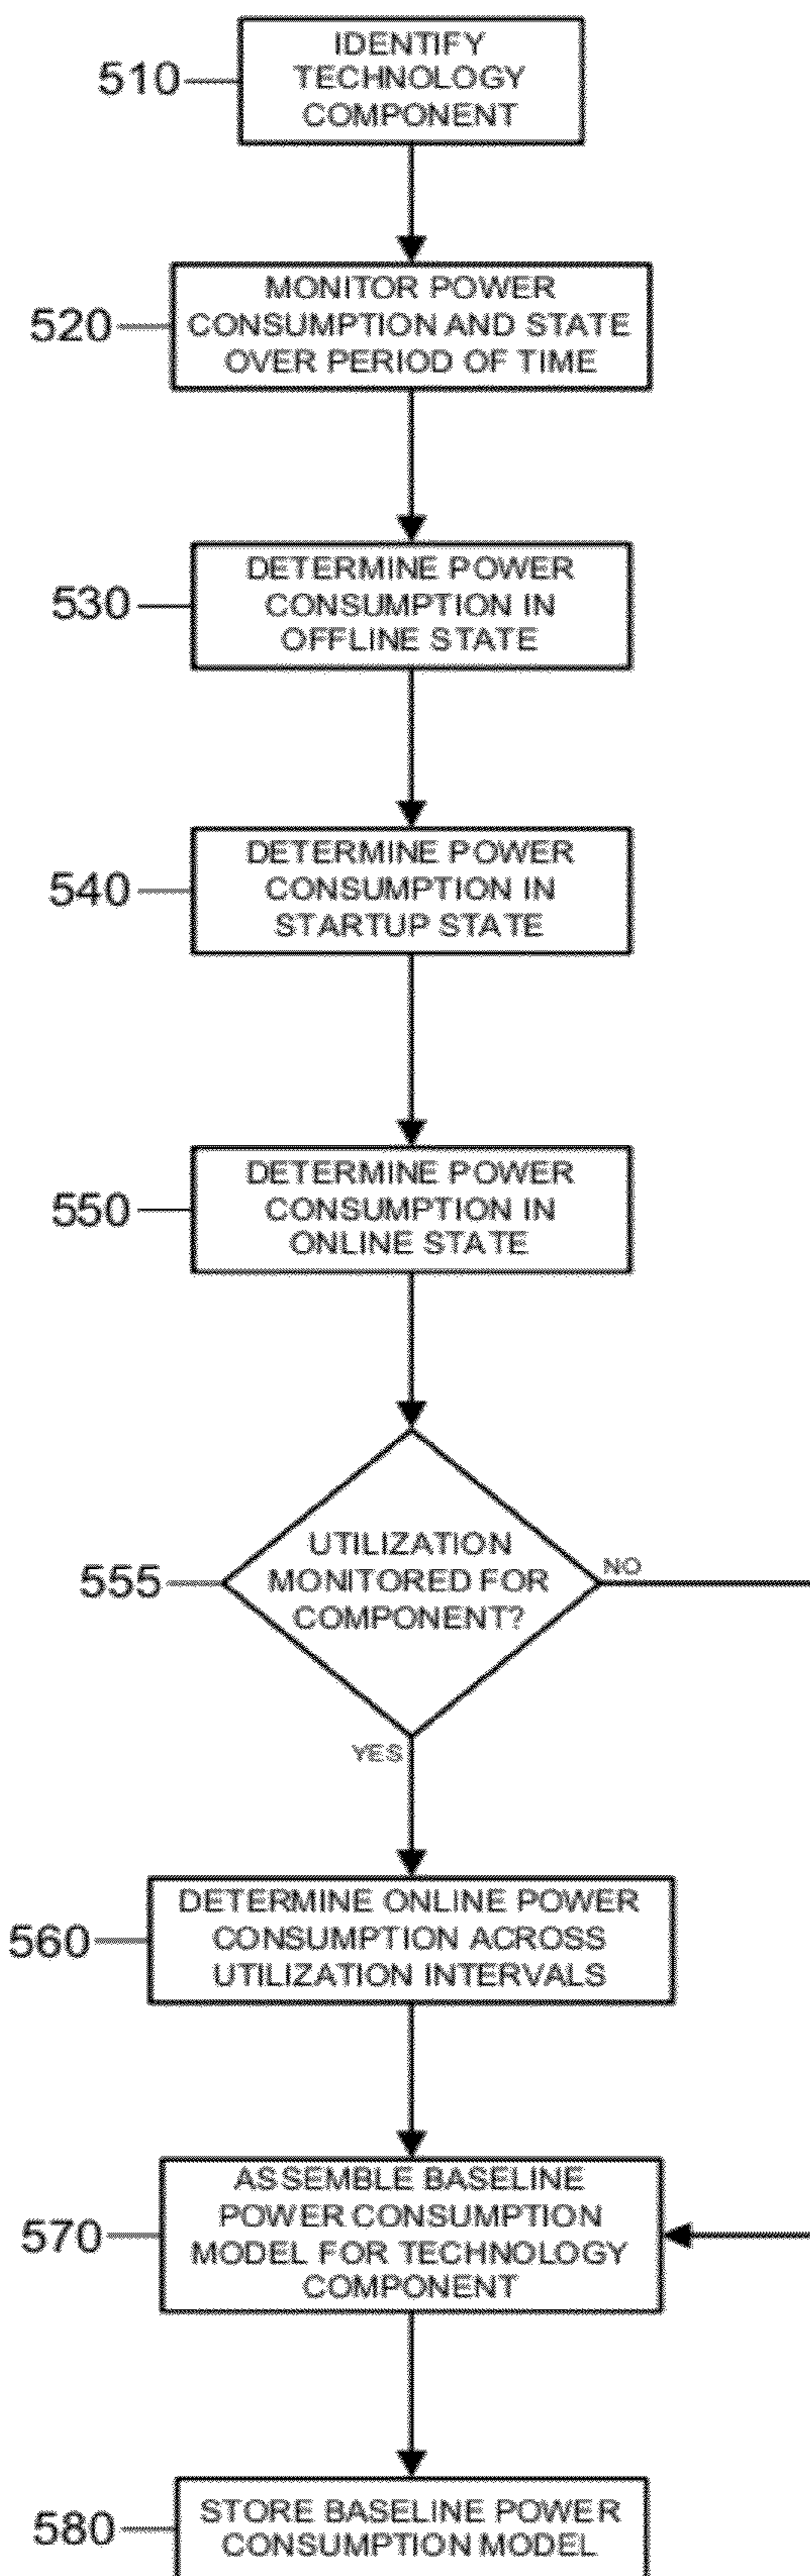 IDENTIFY
TECHNOLOGY
COMPONENT
510
MONITOR POWER
CONSUMPTION AND STATE
OVER PERIOD OF TIME
520
DETERMINE POWER
CONSUMPTION IN
OFFLINE STATE
530
DETERMINE POWER
CONSUMPTION IN
STARTUP STATE
540
DETERMINE POWER
CONSUMPTION IN
ONLINE STATE
550
UTILIZATION
MONITORED FOR
COMPONENT?
555
NO
YES
DETERMINE ONLINE POWER
CONSUMPTION ACROSS
UTILIZATION INTERVALS
560
ASSEMBLE BASELINE
POWER CONSUMPTION
MODEL FOR TECHNOLOGY
COMPONENT
570
STORE BASELINE POWER
CONSUMPTION MODEL
580